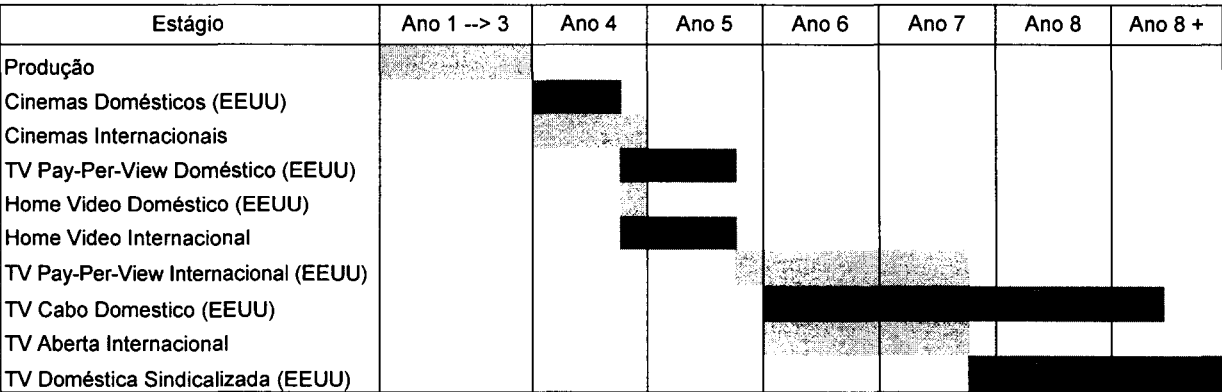 Estágio Ano 1 --> 3 Ano 4 Ano 5 Ano 6 Ano 7 Ano 8 Ano 8 +
Produção
Cinemas Domésticos (EEUU)
Cinemas Internacionais
TV Pay-Per-View Doméstico (EEUU)
Home Video Doméstico (EEUU)
Home Video Internacional
TV Pay-Per-View Internacional (EEUU)
TV Cabo Domestico (EEUU)
TV Aberta Internacional
TV Doméstica Sindicalizada (EEUU)